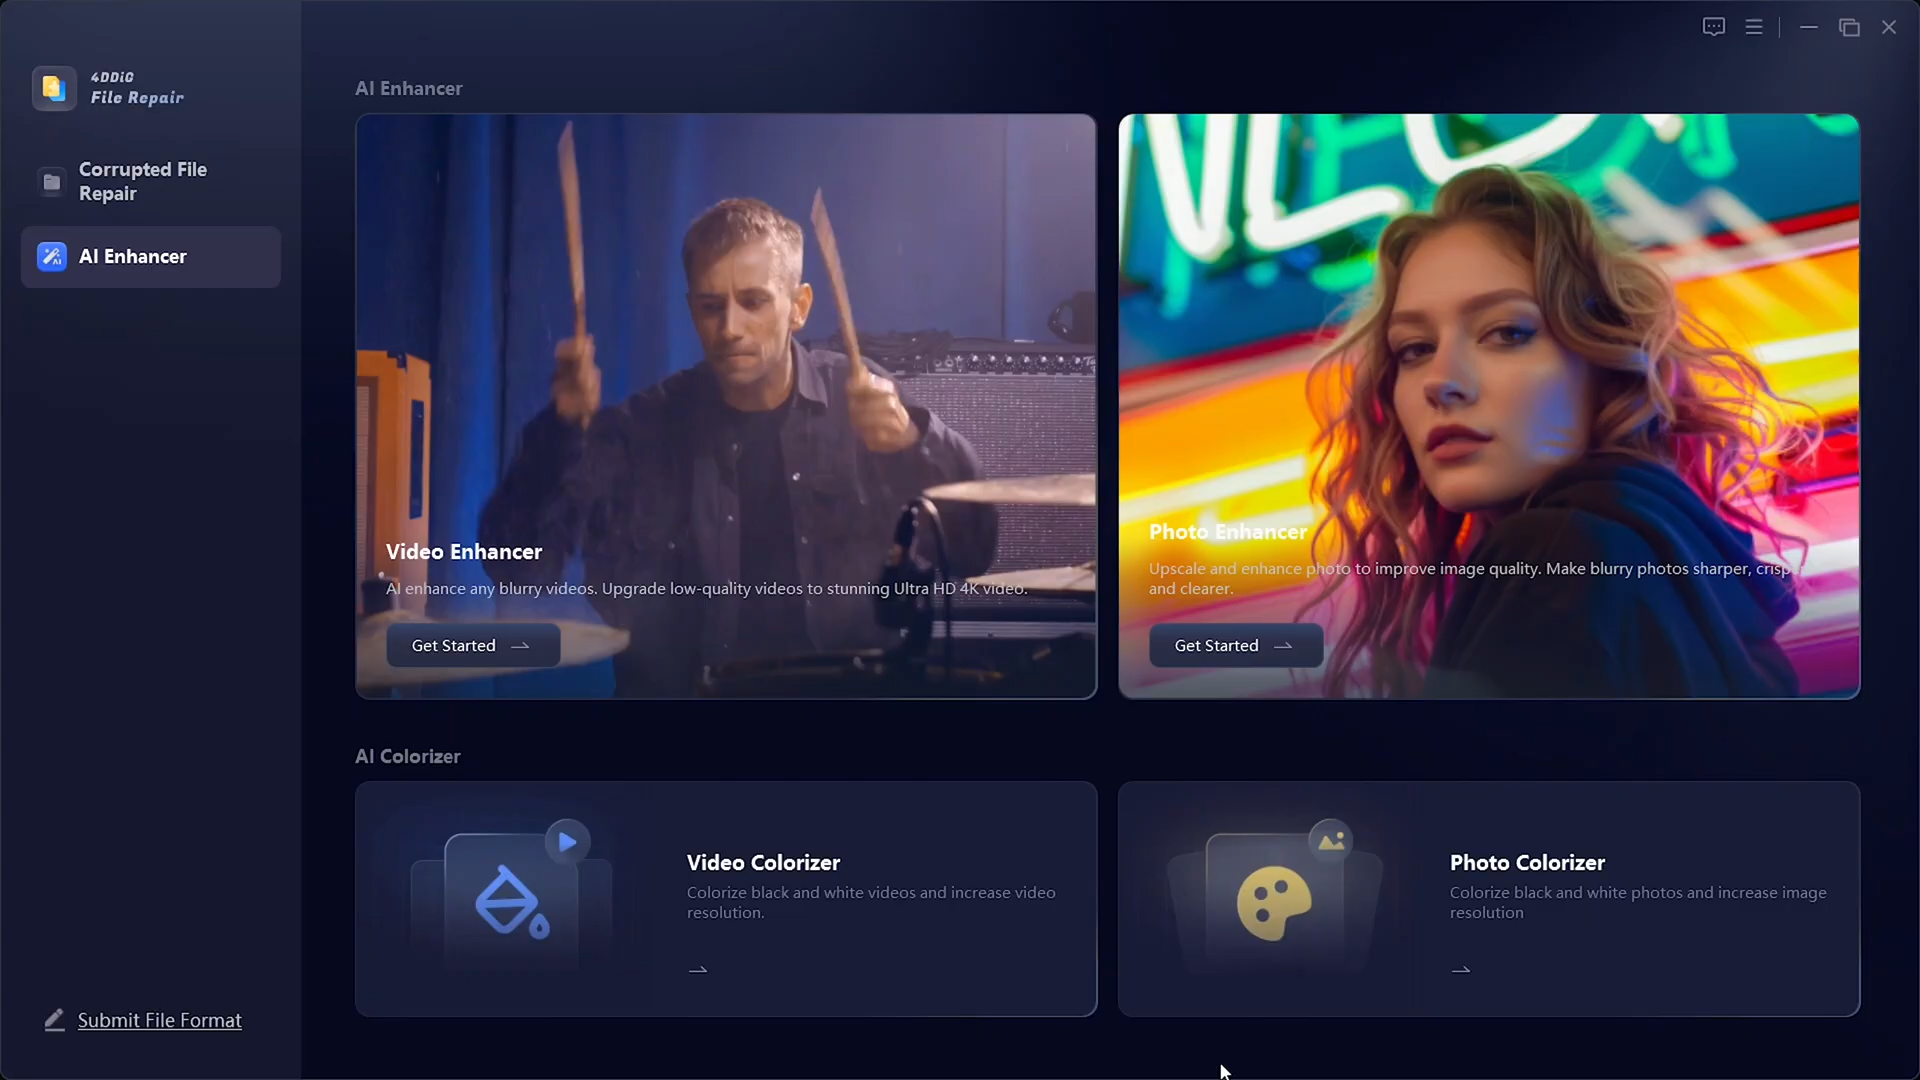 4DDiG
File Repair
Corrupted File
Repair
AI Enhancer
Submit File Format
AI Enhancer
Video Enhancer
AI enhance any blurry videos. Upgrade low-quality videos to stunning Ultra HD 4K video.
Get Started
Photo Enhancer
Upscale and enhance photo to improve image quality. Make blurry photos sharper, crisper
and clearer.
Get Started
AI Colorizer
Video Colorizer
Colorize black and white videos and increase video
resolution.
Photo Colorizer
Colorize black and white photos and increase image
resolution